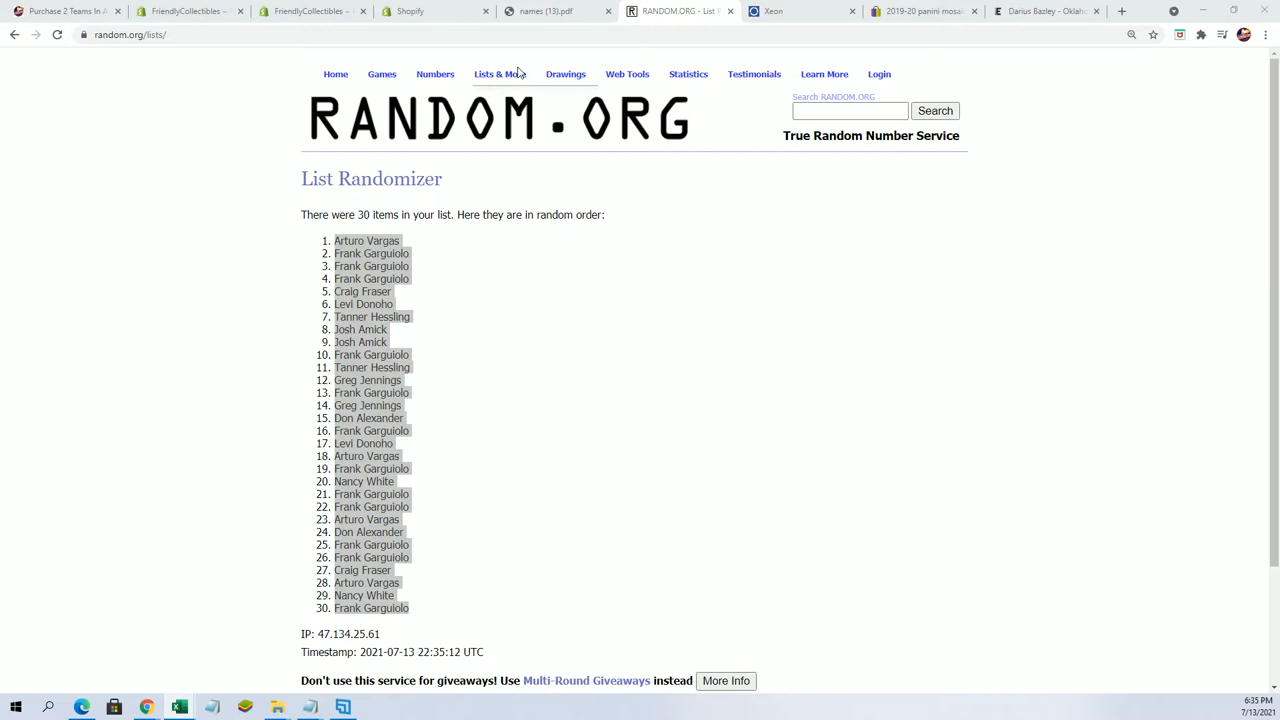 Purchase 2 Teams In A
FriendlyCollectibles –
FriendlyCollectibles –
Shopify
names (13).pdf
RANDOM.ORG - List
Xeon
2019-20 panini mosai
Darius Bazley - Oklaho
random.org/lists/
Home Games Numbers Lists & More Drawings Web Tools Statistics Testimonials Learn More Login
RANDOM.ORG
Search RANDOM.ORG
Search
True Random Number Service
List Randomizer
There were 30 items in your list. Here they are in random order:
1. Arturo Vargas
2. Frank Garguiolo
3. Frank Garguiolo
4. Frank Garguiolo
5. Craig Fraser
6. Levi Donoho
7. Tanner Hessling
8. Josh Amick
9. Josh Amick
10. Frank Garguiolo
11. Tanner Hessling
12. Greg Jennings
13. Frank Garguiolo
14. Greg Jennings
15. Don Alexander
16. Frank Garguiolo
17. Levi Donoho
18. Arturo Vargas
19. Frank Garguiolo
20. Nancy White
21. Frank Garguiolo
22. Frank Garguiolo
23. Arturo Vargas
24. Don Alexander
25. Frank Garguiolo
26. Frank Garguiolo
27. Craig Fraser
28. Arturo Vargas
29. Nancy White
30. Frank Garguiolo
IP: 47.134.25.61
Timestamp: 2021-07-13 22:35:12 UTC
Don't use this service for giveaways! Use Multi-Round Giveaways instead More Info
6:35 PM
7/13/2021